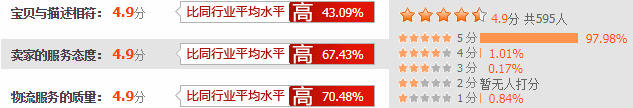 宝贝与描述相符: 4.9分 比同行业平均水平 高 43.09%
卖家的服务态度: 4.9分 比同行业平均水平 高 67.43%
物流服务的质量: 4.9分 比同行业平均水平 高 70.48%
4.9分 共595人
5分 97.98%
4分 1.01%
3分 0.17%
2分 暂无人打分
1分 0.84%